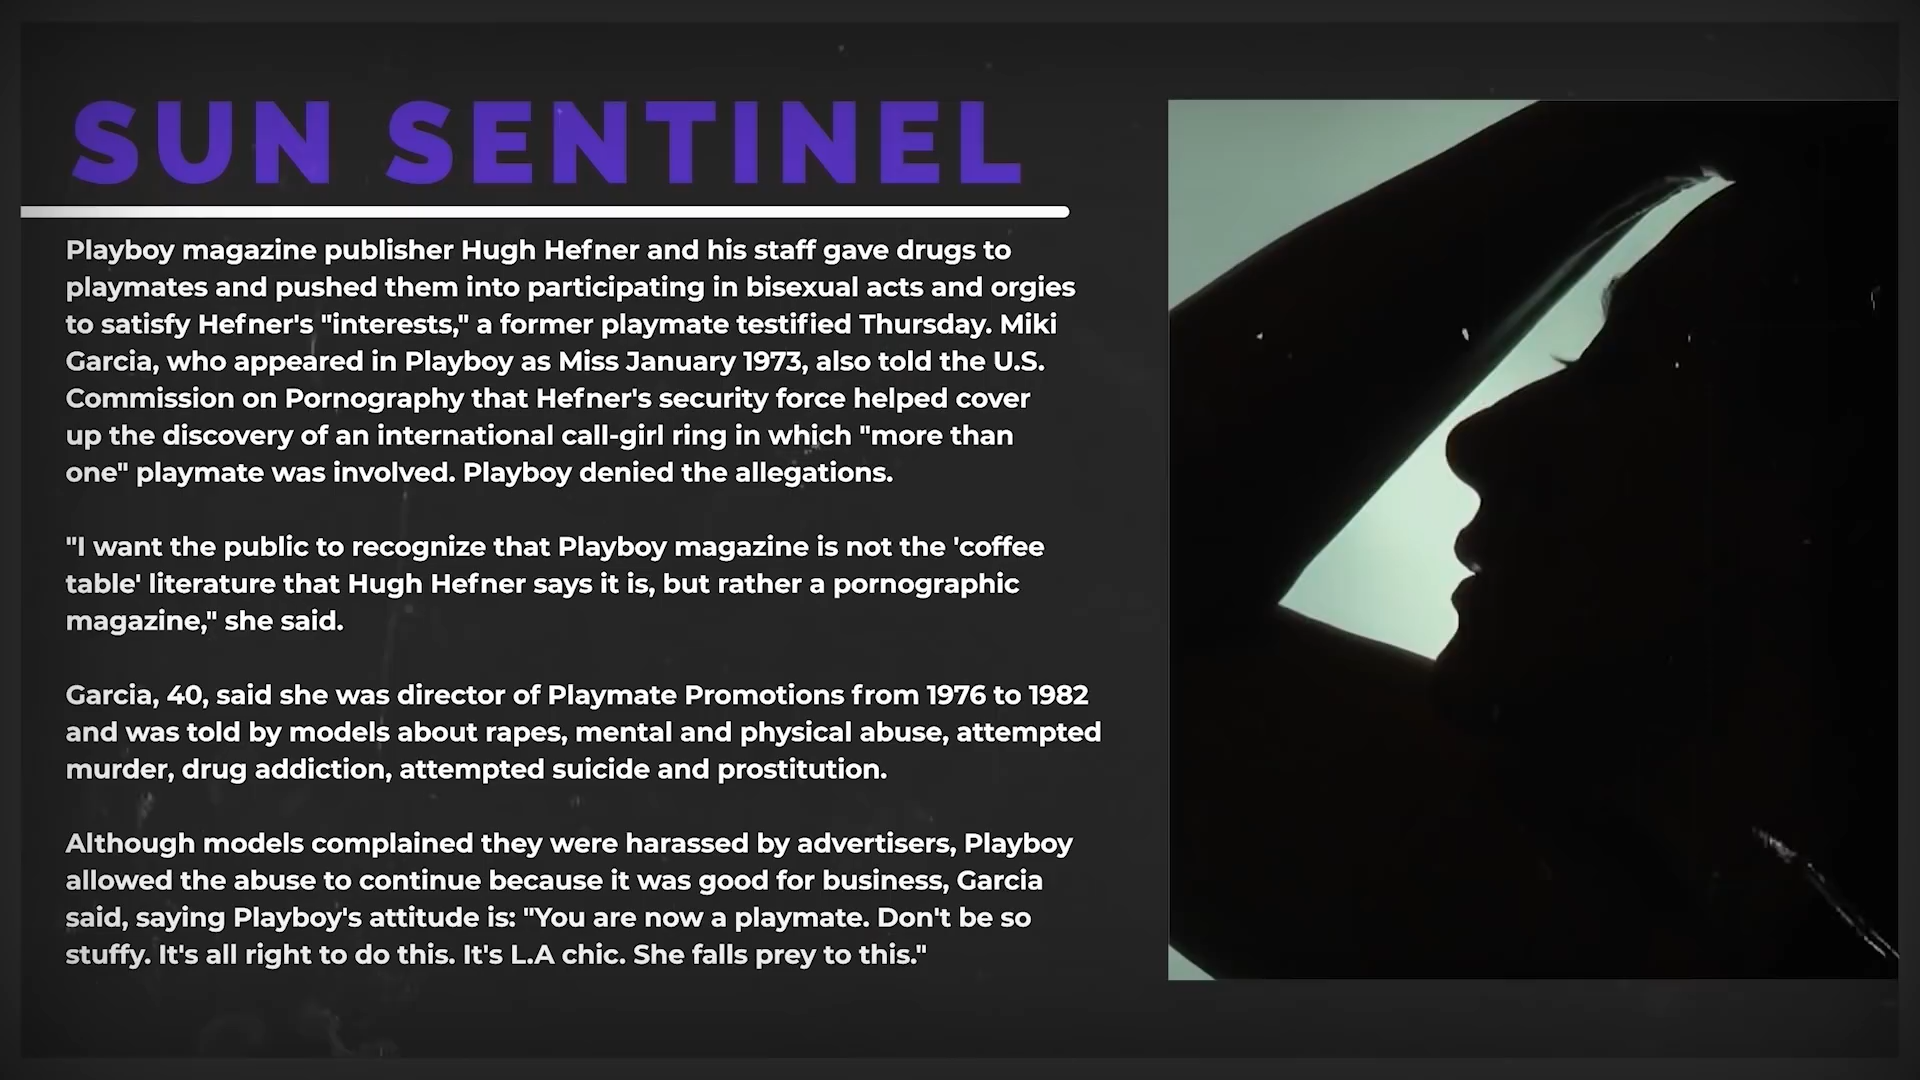 SUN SENTINEL
Playboy magazine publisher Hugh Hefner and his staff gave drugs to
playmates and pushed them into participating in bisexual acts and orgies
to satisfy Hefner's "interests," a former playmate testified Thursday. Miki
Garcia, who appeared in Playboy as Miss January 1973, also told the U.S.
Commission on Pornography that Hefner's security force helped cover
up the discovery of an international call-girl ring in which "more than
one" playmate was involved. Playboy denied the allegations.
"I want the public to recognize that Playboy magazine is not the 'coffee
table' literature that Hugh Hefner says it is, but rather a pornographic
magazine," she said.
Garcia, 40, said she was director of Playmate Promotions from 1976 to 1982
and was told by models about rapes, mental and physical abuse, attempted
murder, drug addiction, attempted suicide and prostitution.
Although models complained they were harassed by advertisers, Playboy
allowed the abuse to continue because it was good for business, Garcia
said, saying Playboy's attitude is: "You are now a playmate. Don't be so
stuffy. It's all right to do this. It's L.A chic. She falls prey to this."